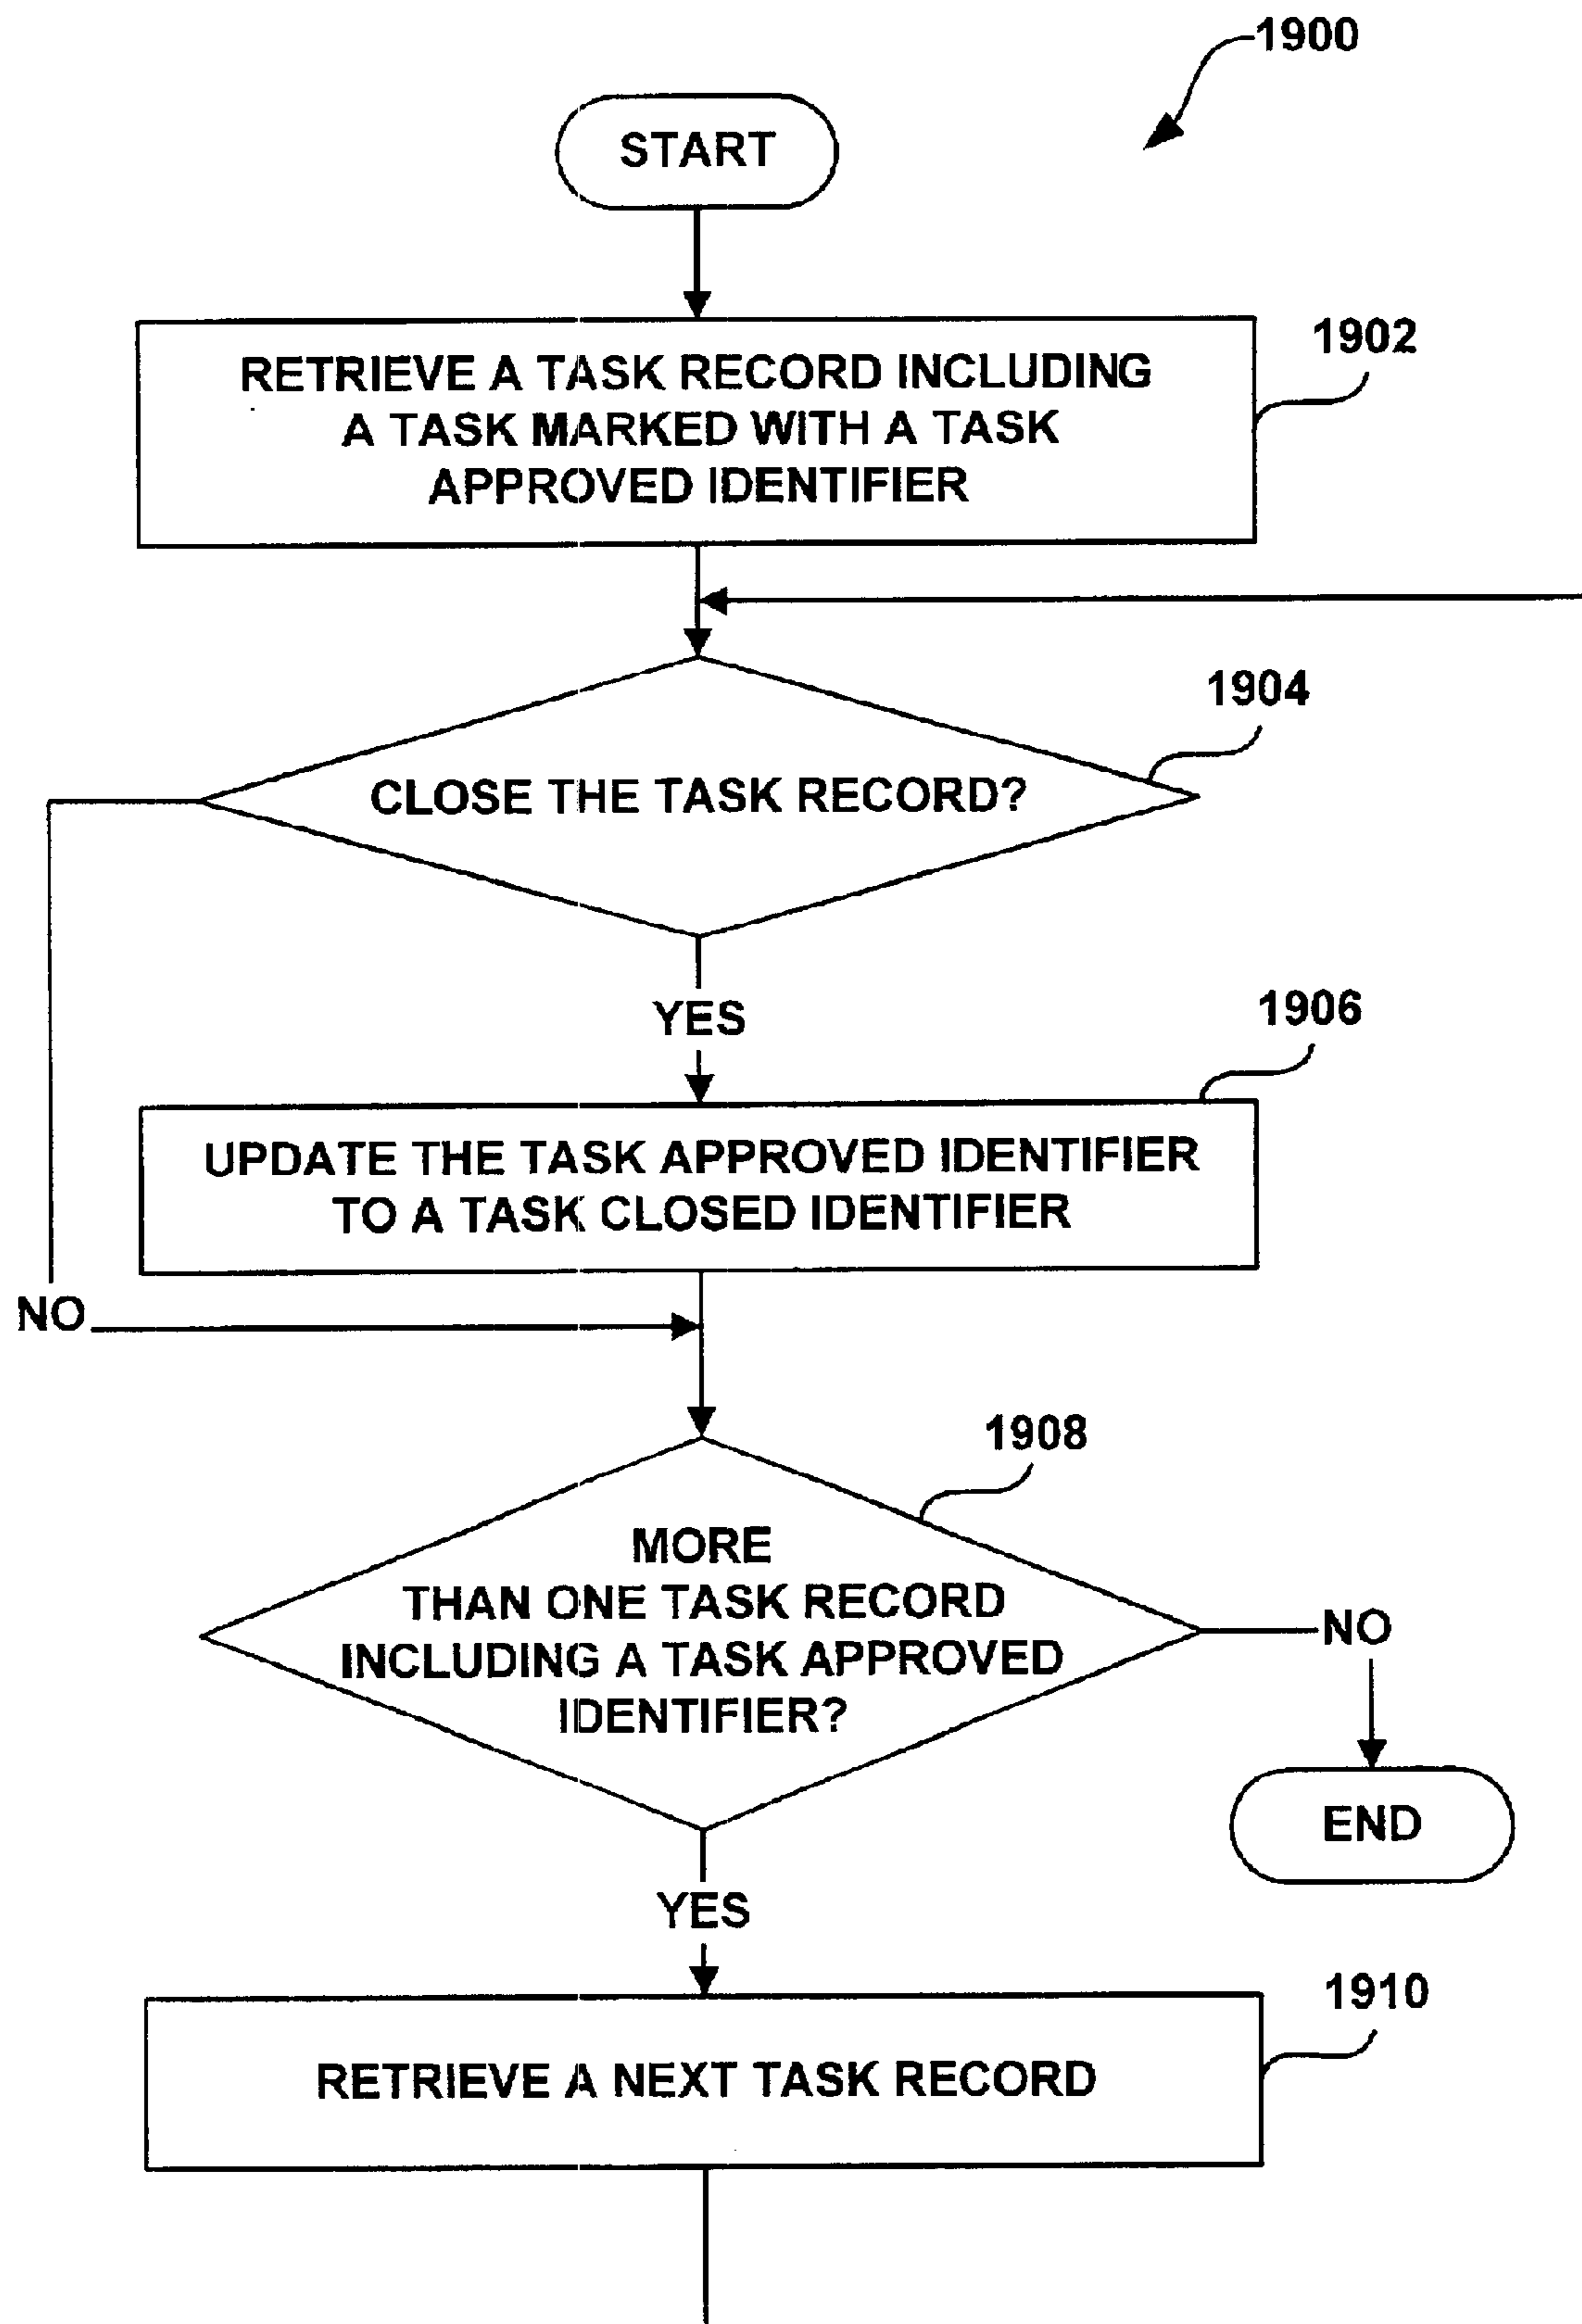 1900
START
1902
RETRIEVE A TASK RECORD INCLUDING
A TASK MARKED WITH A TASK
APPROVED IDENTIFIER
1904
CLOSE THE TASK RECORD?
YES
1906
UPDATE THE TASK APPROVED IDENTIFIER
TO A TASK CLOSED IDENTIFIER
NO
1908
MORE
THAN ONE TASK RECORD
INCLUDING A TASK APPROVED
IDENTIFIER?
NO
END
YES
1910
RETRIEVE A NEXT TASK RECORD